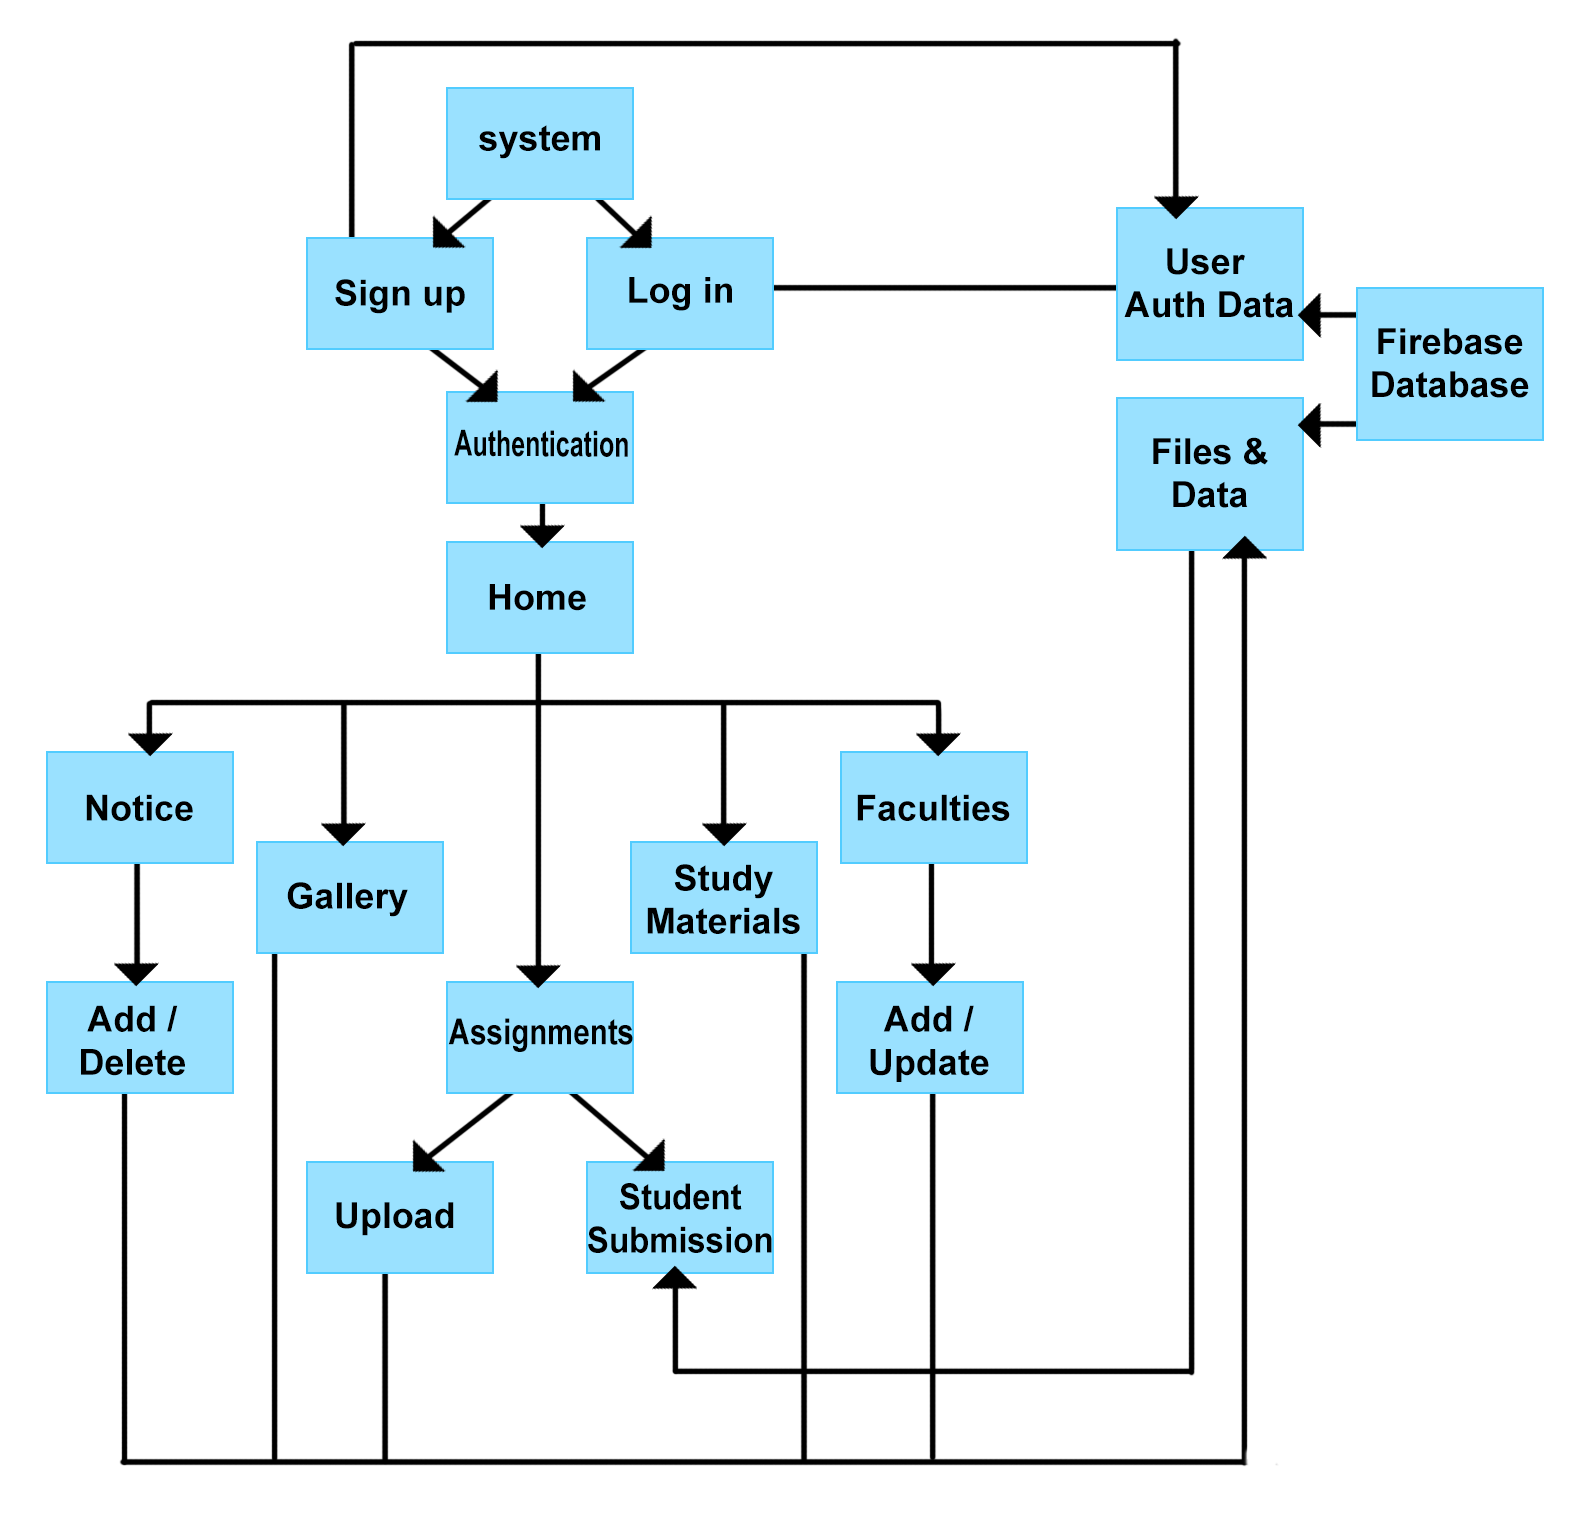 system
Sign up
Log in
User
Auth Data
Firebase
Database
Authentication
Files &
Data
Home
Notice
Faculties
Gallery
Study
Materials
Add /
Delete
Assignments
Add /
Update
Upload
Student
Submission